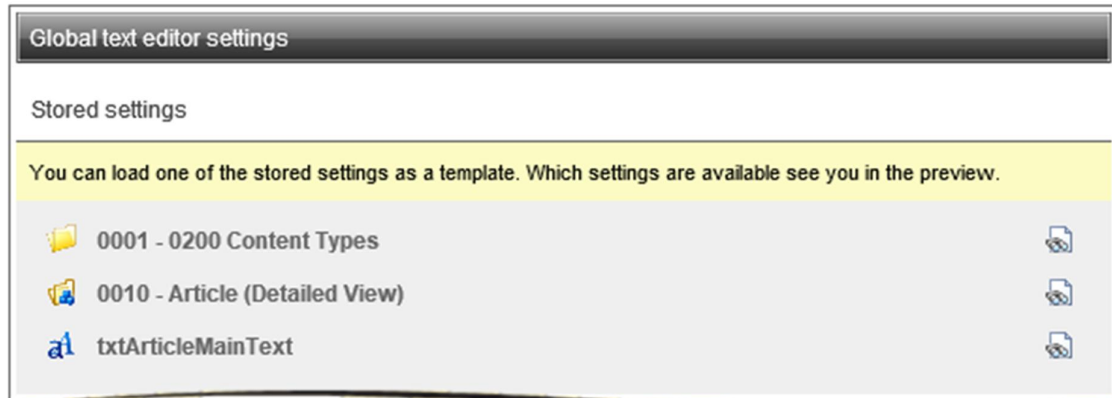 Global text editor settings
Stored settings
You can load one of the stored settings as a template. Which settings are available see you in the preview.
0001 - 0200 Content Types
0010 - Article (Detailed View)
txtArticleMainText